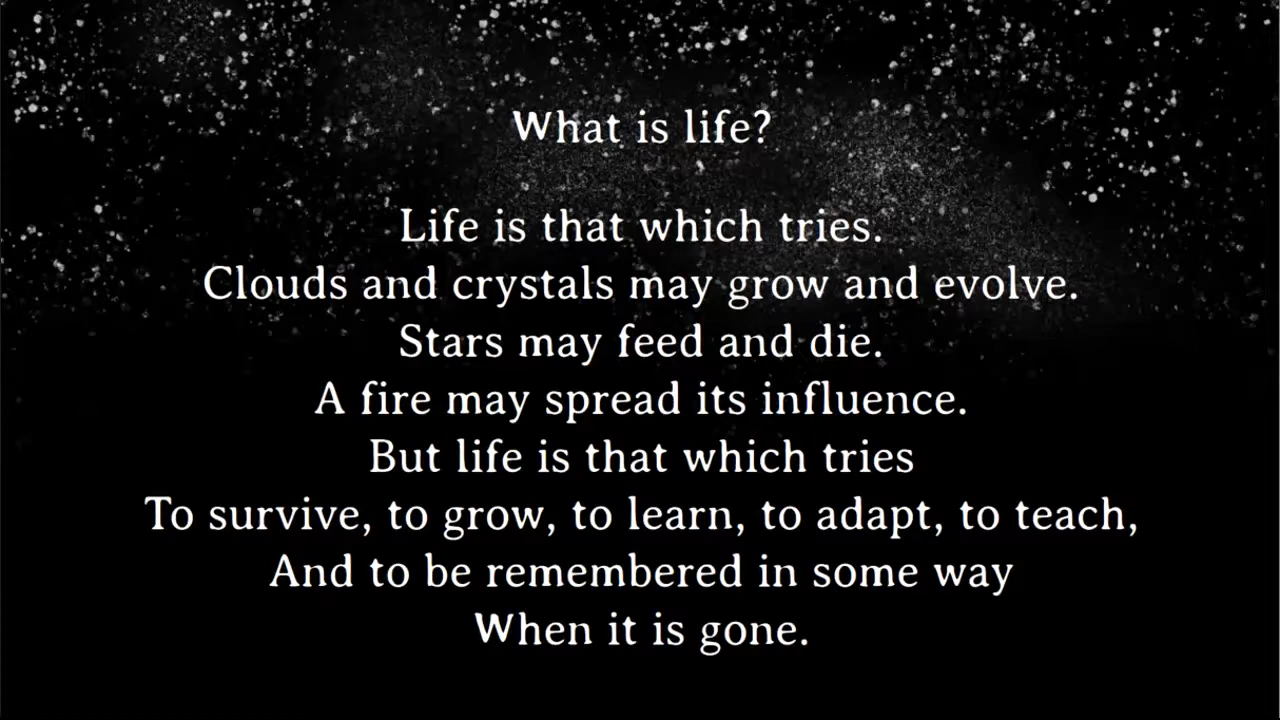 What is life?
Life is that which tries.
Clouds and crystals may grow and evolve.
Stars may feed and die.
A fire may spread its influence.
But life is that which tries
To survive, to grow, to learn, to adapt, to teach,
And to be remembered in some way
When it is gone.